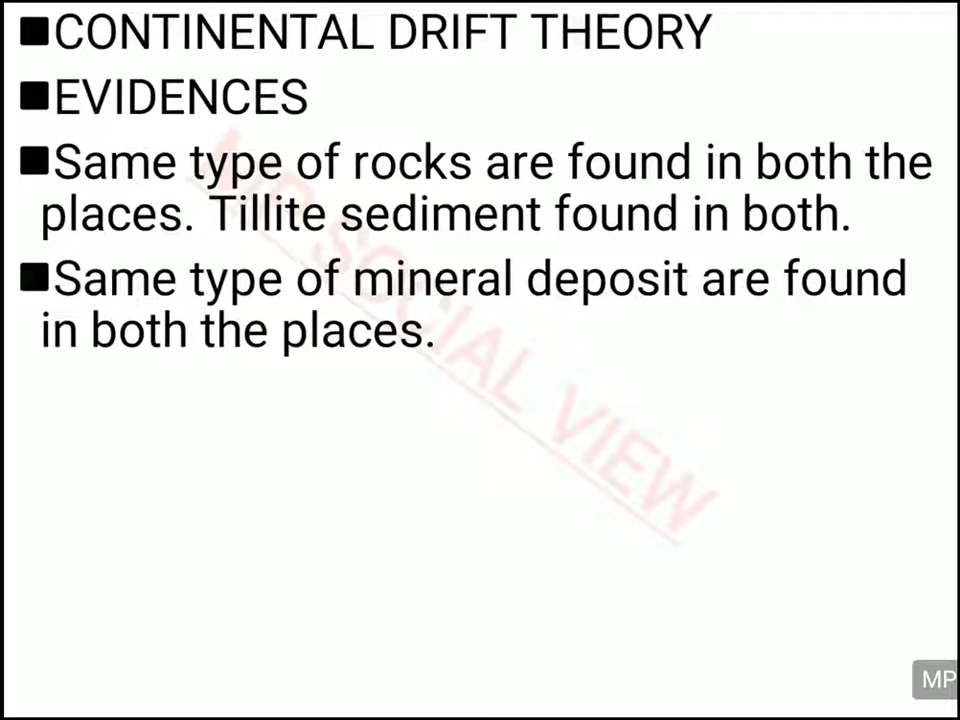 ■CONTINENTAL DRIFT THEORY
■EVIDENCES
■Same type of rocks are found in both the
places. Tillite sediment found in both.
■Same type of mineral deposit are found
in both the places.
MP SOCIAL VIEW
MP